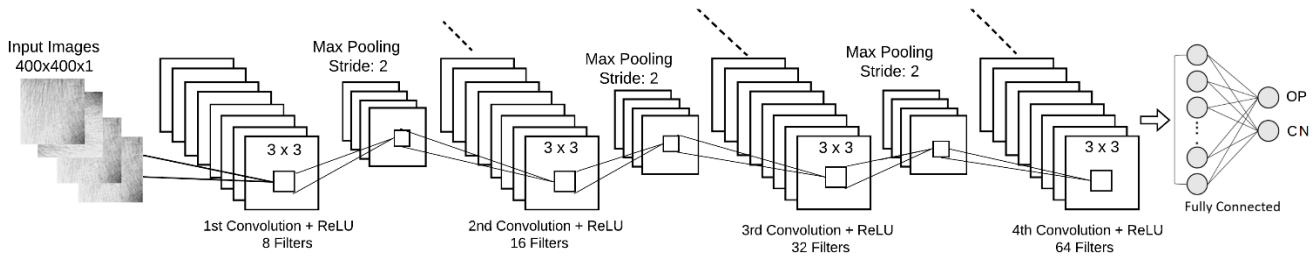 Input Images
400x400x1
3 x 3
1st Convolution + ReLU
8 Filters
Max Pooling
Stride: 2
3 x 3
2nd Convolution + ReLU
16 Filters
Max Pooling
Stride: 2
3 x 3
3rd Convolution + ReLU
32 Filters
Max Pooling
Stride: 2
3 x 3
4th Convolution + ReLU
64 Filters
Fully Connected
OP
CN